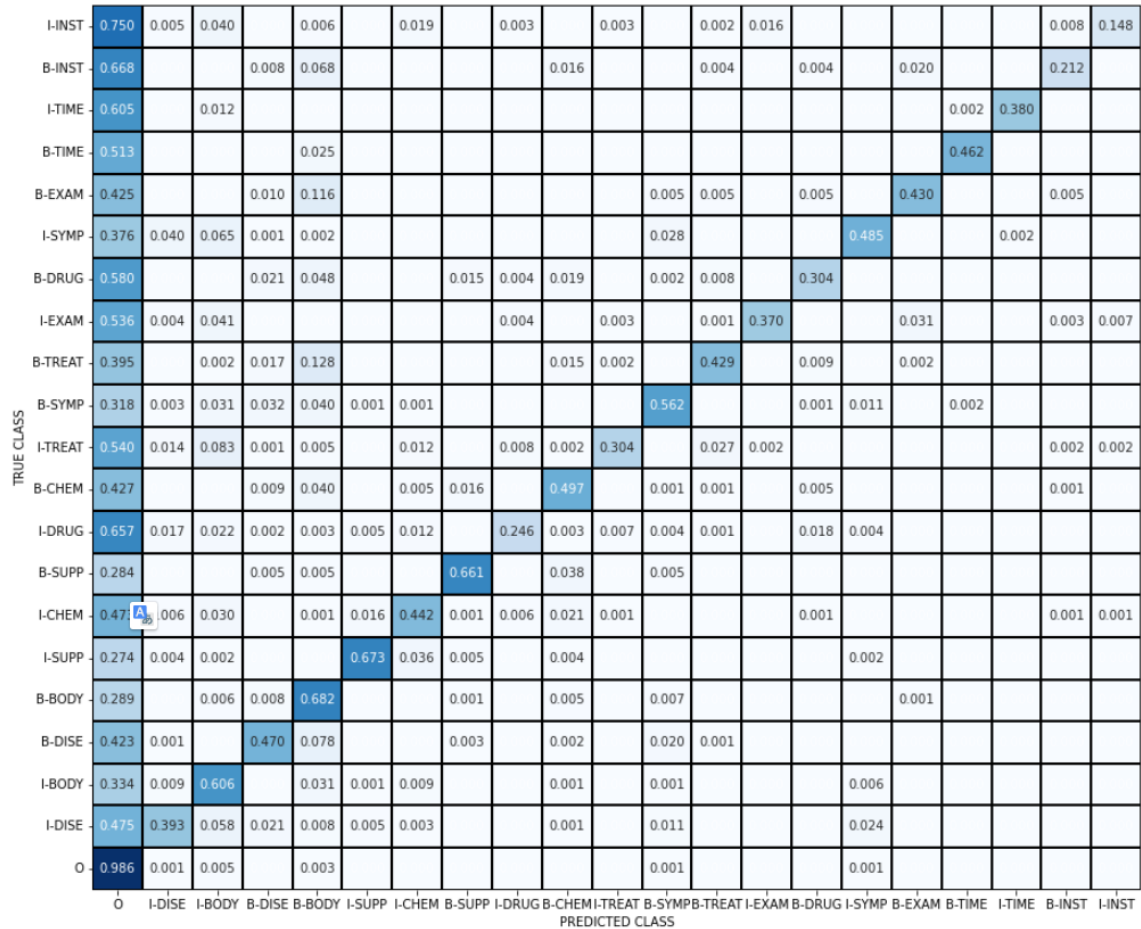 I-INST 0.750 0.005 0.040 0.006 0.019 0.003 0.003 0.002 0.016 0.008 0.148
B-INST 0.668 0.008 0.068 0.016 0.004 0.004 0.020 0.212
I-TIME 0.605 0.012 0.002 0.380
B-TIME 0.513 0.025 0.462
B-EXAM 0.425 0.010 0.116 0.005 0.005 0.005 0.430 0.005
I-SYMP 0.376 0.040 0.065 0.001 0.002 0.028 0.485 0.002
B-DRUG 0.580 0.021 0.048 0.015 0.004 0.019 0.002 0.008 0.304
I-EXAM 0.536 0.004 0.041 0.004 0.003 0.001 0.370 0.031 0.003 0.007
B-TREAT 0.395 0.002 0.017 0.128 0.015 0.002 0.429 0.009 0.002
B-SYMP 0.318 0.003 0.031 0.032 0.040 0.001 0.001 0.562 0.001 0.011 0.002
I-TREAT 0.540 0.014 0.083 0.001 0.005 0.012 0.008 0.002 0.304 0.027 0.002 0.002 0.002
TRUE CLASS
B-CHEM 0.427 0.009 0.040 0.005 0.016 0.497 0.001 0.001 0.005 0.001
I-DRUG 0.657 0.017 0.022 0.002 0.003 0.005 0.012 0.246 0.003 0.007 0.004 0.001 0.018 0.004
B-SUPP 0.284 0.005 0.005 0.661 0.038 0.005
I-CHEM 0.030 0.001 0.016 0.442 0.001 0.006 0.021 0.001 0.001 0.001 0.001
I-SUPP 0.274 0.004 0.002 0.673 0.036 0.005 0.004 0.002
B-BODY 0.289 0.006 0.008 0.682 0.001 0.005 0.007 0.001
B-DISE 0.423 0.001 0.470 0.078 0.003 0.002 0.020 0.001
I-BODY 0.334 0.009 0.606 0.031 0.001 0.009 0.001 0.001 0.006
I-DISE 0.475 0.393 0.058 0.021 0.008 0.005 0.003 0.001 0.011 0.024
O 0.986 0.001 0.005 0.003 0.001 0.001
O I-DISE I-BODY B-DISE B-BODY I-SUPP I-CHEM B-SUPP I-DRUG B-CHEM I-TREAT B-SYMP B-TREAT I-EXAM B-DRUG I-SYMP B-EXAM B-TIME I-TIME B-INST I-INST
PREDICTED CLASS